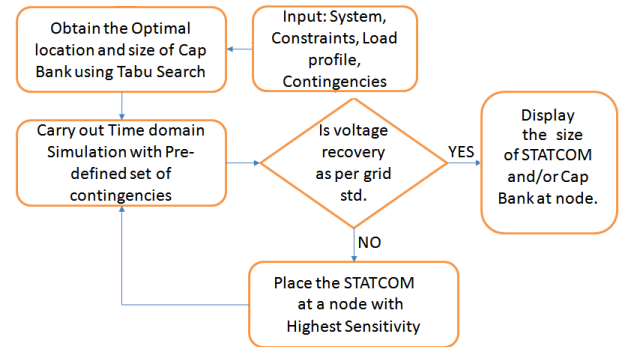 Obtain the Optimal
location and size of Cap
Bank using Tabu Search
Input: System,
Constraints, Load
profile,
Contingencies
Carry out Time domain
Simulation with Pre-
defined set of
contingencies
Is voltage
recovery
as per grid
std.
YES
Display
the size
of STATCOM
and/or Cap
Bank at node.
NO
Place the STATCOM
at a node with
Highest Sensitivity